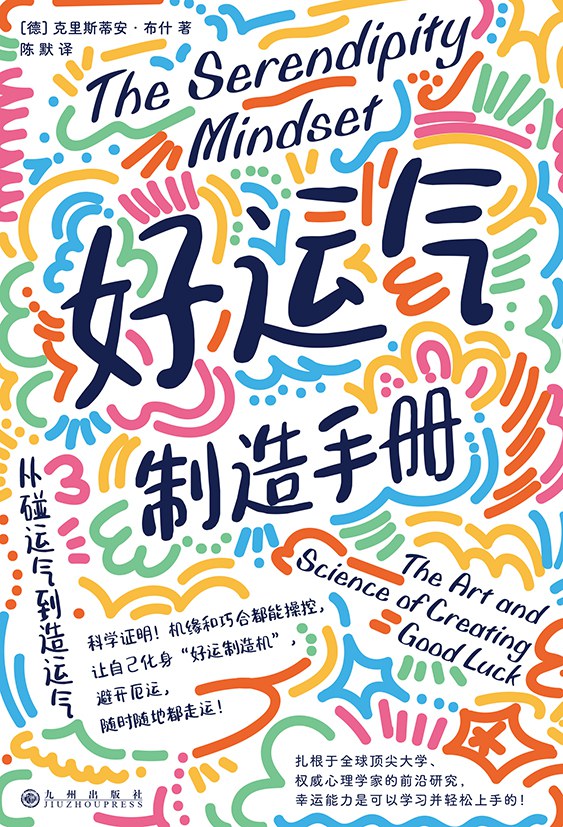 [德] 克里斯蒂安·布什 著
陈 默 译
The Serendipity
Mindset
好运气
制造手册
从碰运气到造运气
The Art and
Science of Creating
Good Luck
科学证明！机缘和巧合都能操控，
让自己化身“好运制造机”，
避开厄运，
随时随地都走运！
扎根于全球顶尖大学、
权威心理学家的前沿研究，
幸运能力是可以学习并轻松上手的！
九州出版社
JIUZHOUPRESS